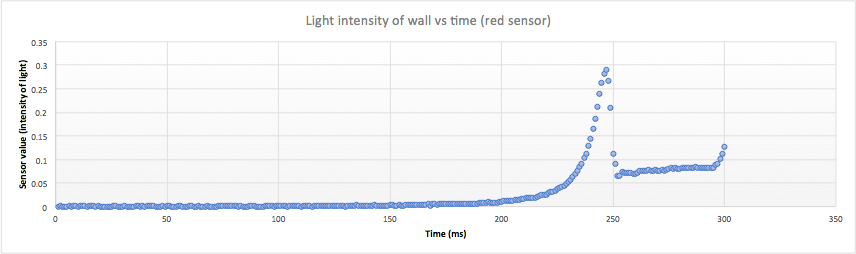 Light intensity of wall vs time (red sensor)
Sensor value (intensity of light)
0.35
0.3
0.25
0.2
0.15
0.1
0.05
0
0 50 100 150 200 250 300 350
Time (ms)